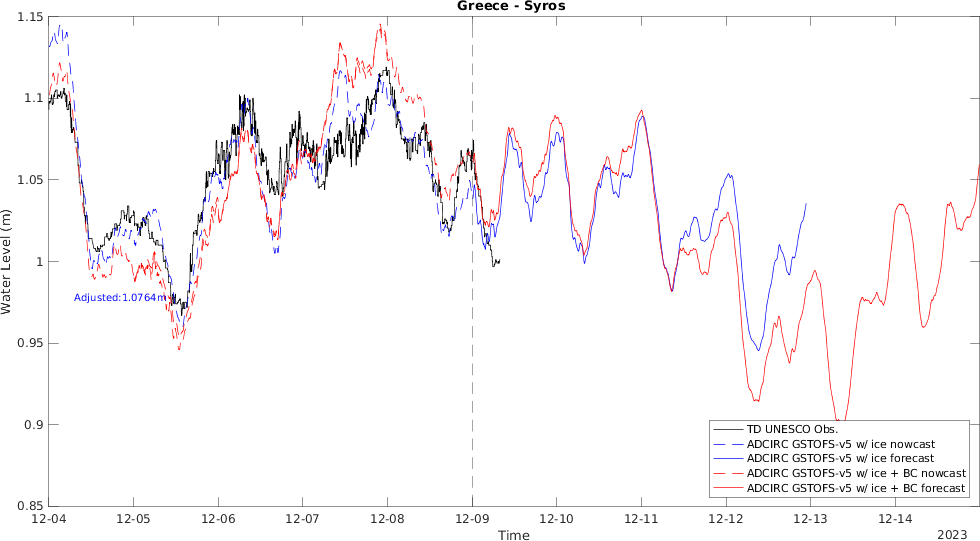 Greece - Syros
1.15
1.1
1.05
1
0.95
0.9
0.85
Water Level (m)
Adjusted:1.0764m
TD UNESCO Obs.
ADCIRC GSTOFS-v5 w/ ice nowcast
ADCIRC GSTOFS-v5 w/ ice forecast
ADCIRC GSTOFS-v5 w/ ice + BC nowcast
ADCIRC GSTOFS-v5 w/ ice + BC forecast
12-04 12-05 12-06 12-07 12-08 12-09 12-10 12-11 12-12 12-13 12-14
Time
2023